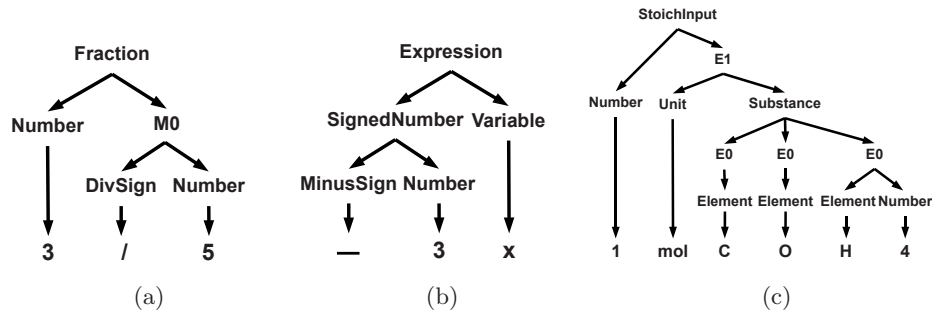 StoichInput
Fraction Expression E1
Number M0 SignedNumber Variable Number Unit Substance
E0 E0 E0
DivSign Number MinusSign Number Element Element Element Number
3 / 5 — 3 x 1 mol C O H 4
(a) (b) (c)